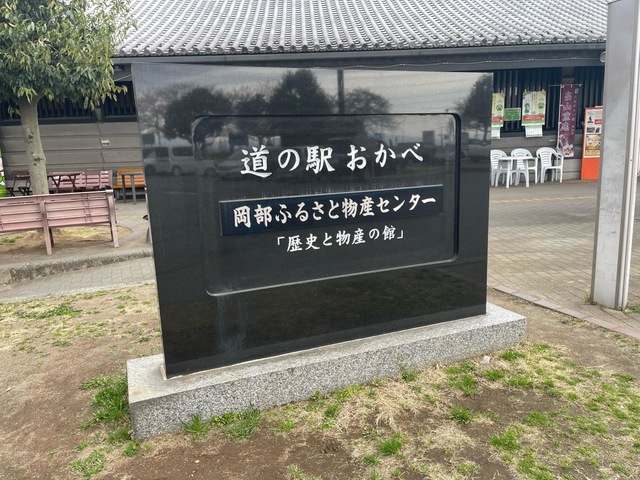 道の駅 おかべ
岡部ふるさと物産センター
「歴史と物産の館」